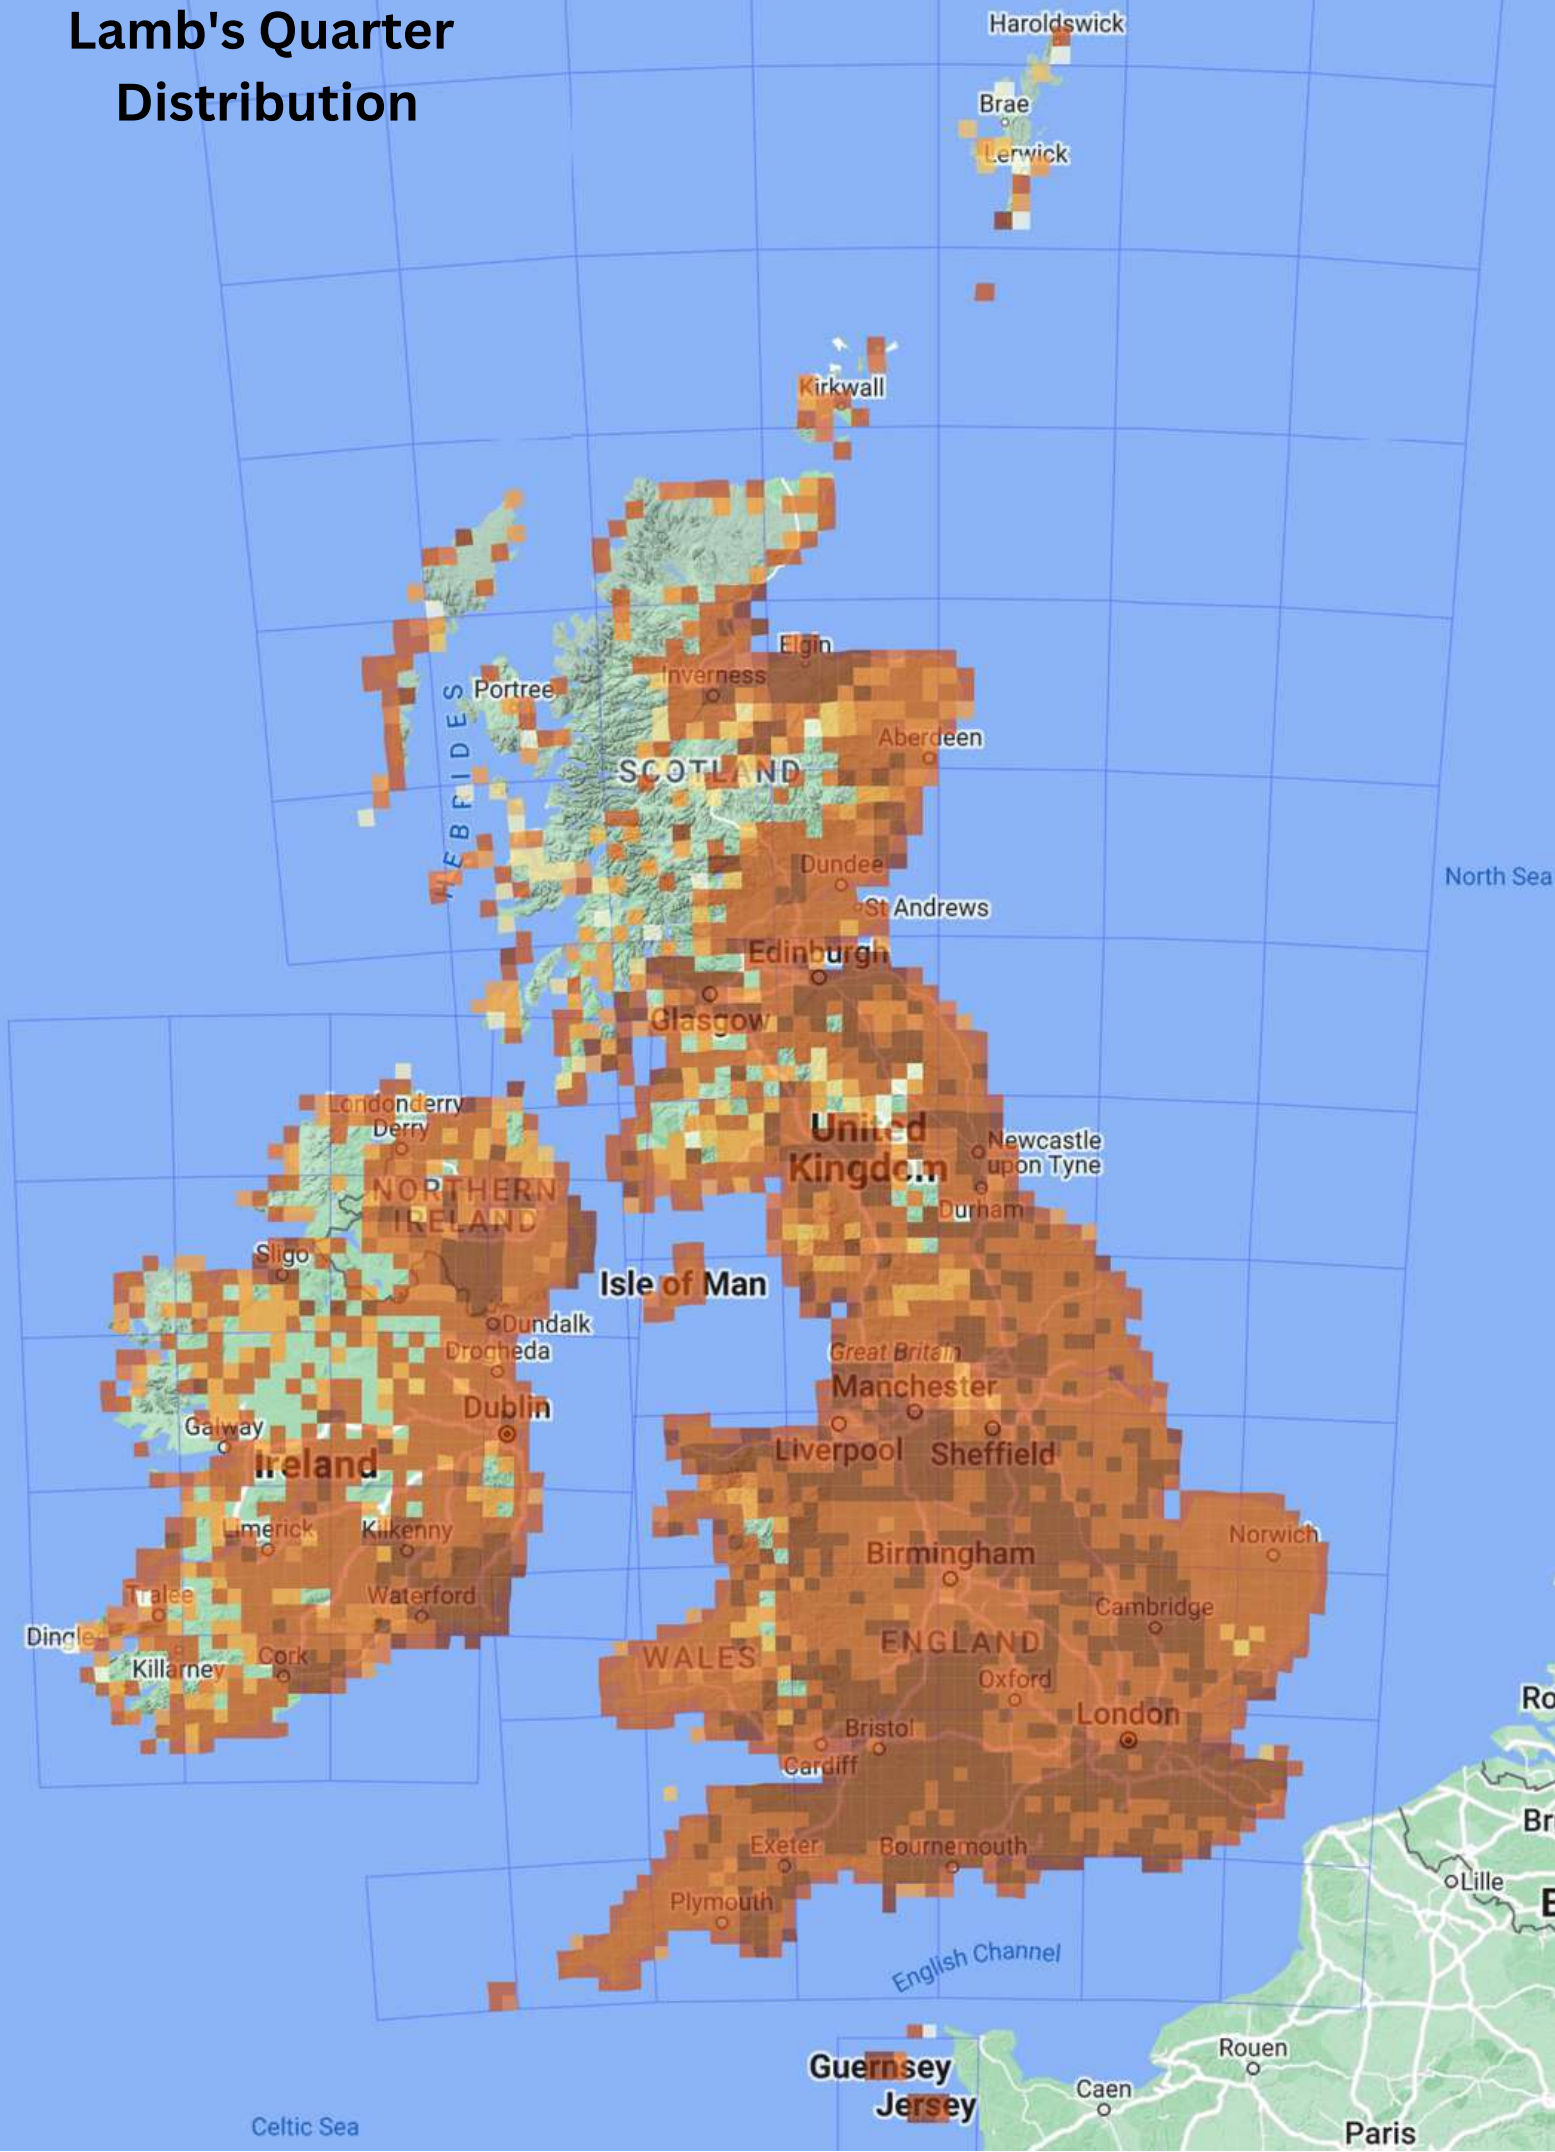 Lamb's Quarter
Distribution
Haroldswick
Brae
Lerwick
Kirkwall
Elgin
Inverness
Portree
Aberdeen
SCOTLAND
HEBRIDES
Dundee
North Sea
St Andrews
Edinburgh
Glasgow
Londonderry
Derry
United
Kingdom
Newcastle
upon Tyne
NORTHERN
IRELAND
Durham
Sligo
Isle of Man
Dundalk
Drogheda
Great Britain
Manchester
Dublin
Galway
Liverpool
Sheffield
Ireland
Limerick
Kilkenny
Norwich
Birmingham
Tralee
Waterford
Cambridge
Dingle
ENGLAND
Cork
WALES
Killarney
Oxford
Ro
London
Bristol
Cardiff
Br
Exeter
Bournemouth
Lille
Plymouth
English Channel
Rouen
Guernsey
Caen
Jersey
Celtic Sea
Paris